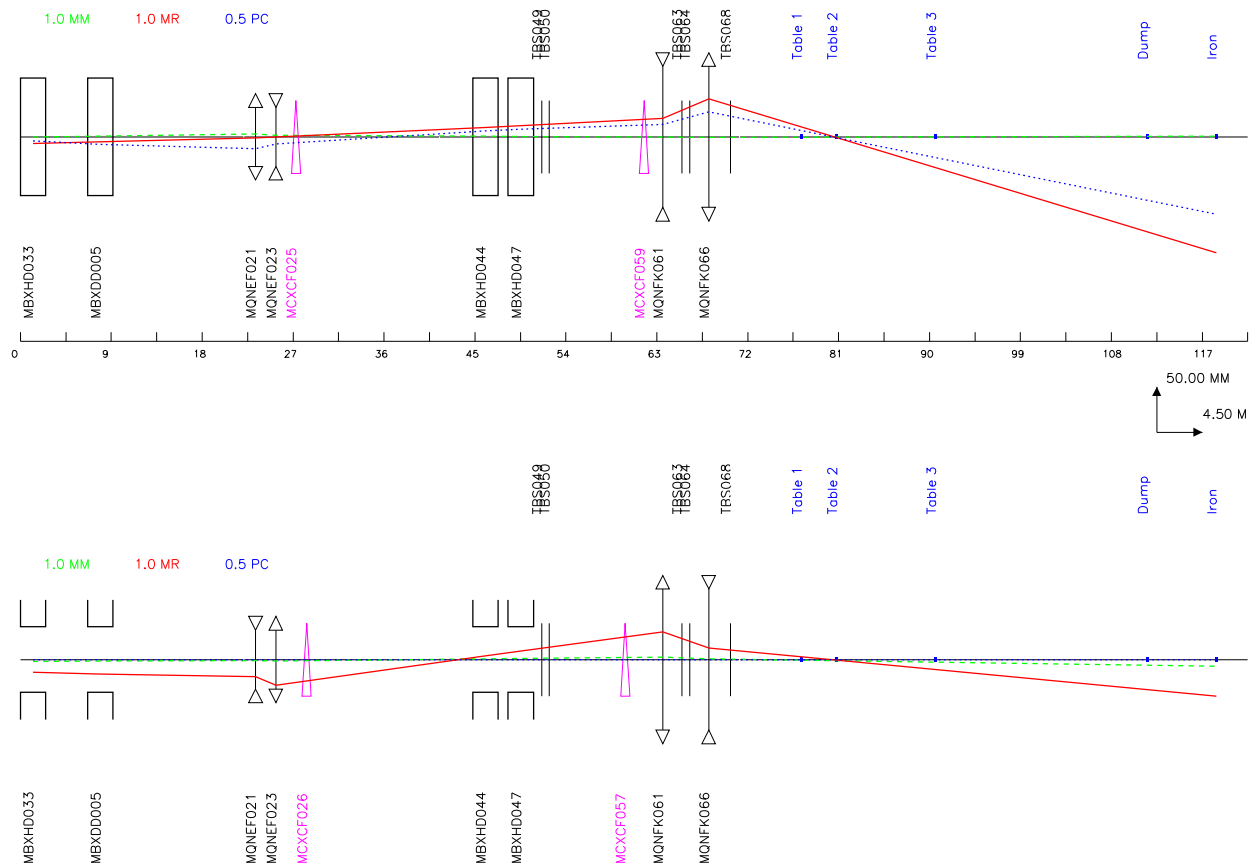 1.0 MM 1.0 MR 0.5 PC
TBS049 TBS050 TBS063 TBS064 TBS068 Table 1 Table 2 Table 3 Dump Iron
MBXHD033 MBXDD005 MQNEF021 MQNEF023 MCXCF025 MBXHD044 MBXHD047 MCXCF059 MQNFK061 MQNFK066
0 9 18 27 36 45 54 63 72 81 90 99 108 117
50.00 MM
4.50 M
TBS049 TBS050 TBS063 TBS064 TBS068 Table 1 Table 2 Table 3 Dump Iron
1.0 MM 1.0 MR 0.5 PC
MBXHD033 MBXDD005 MQNEF021 MQNEF023 MCXCF026 MBXHD044 MBXHD047 MCXCF057 MQNFK061 MQNFK066